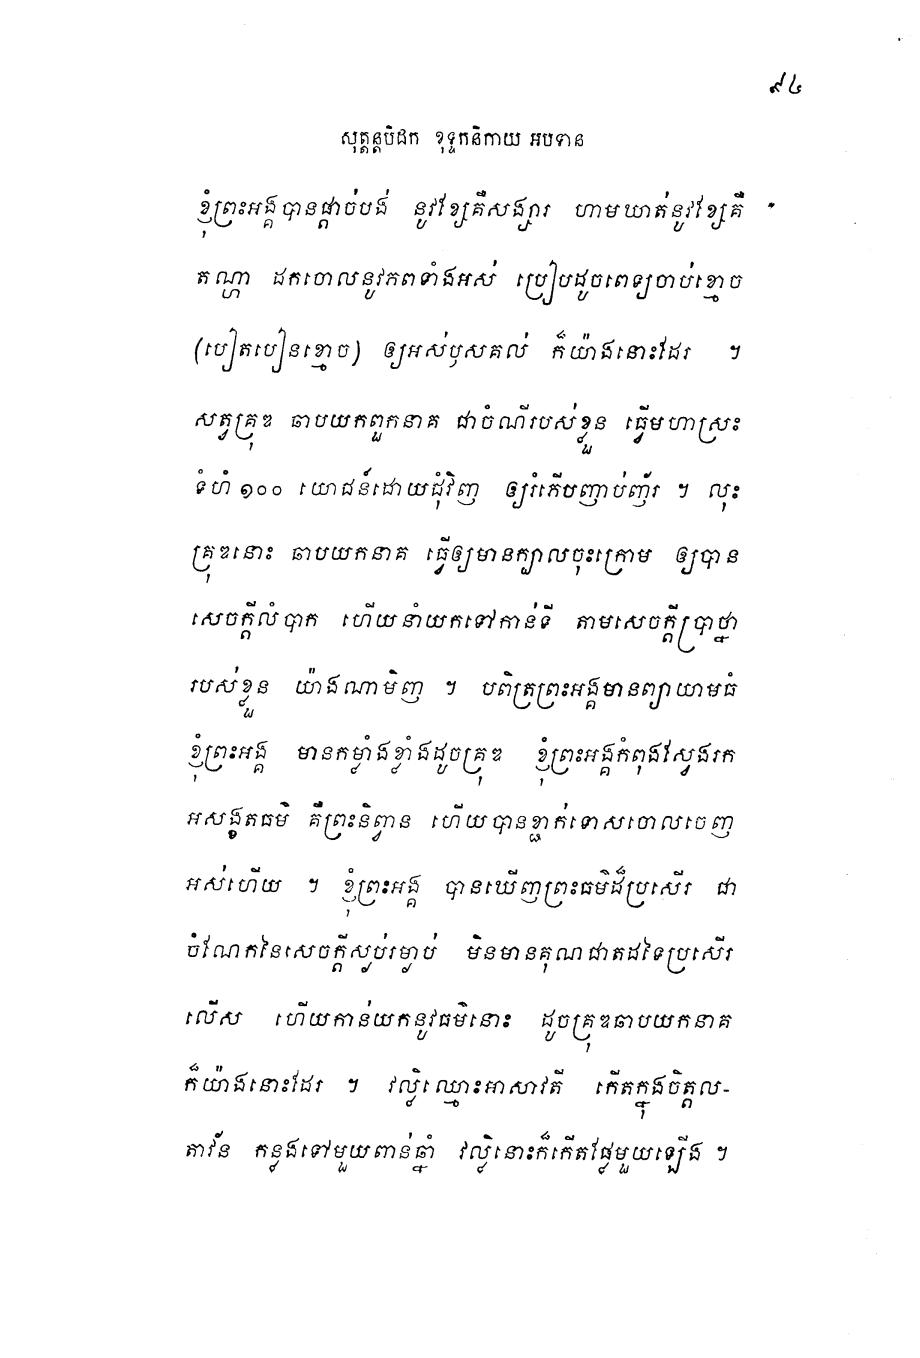 ៩៤
សុត្តន្តបិដក ខុទ្ទកនិកាយ អបទាន
ខ្ញុំព្រះអង្គបានផ្តាច់បង់ នូវខ្សែគឺសង្សារ ហាមឃាត់នូវខ្សែគឺ
តណ្ហា ដកចោលនូវភពទាំងអស់ ប្រៀបដូចពេទ្យចាប់ខ្មោច
(បៀតបៀនខ្មោច) ឲ្យអស់ឫសគល់ ក៏យ៉ាងនោះដែរ ។
សត្វគ្រុឌ ឆាបយកពួកនាគ ជាចំណីរបស់ខ្លួន ធ្វើមហាស្រះ
ទំហំ ១០០ យោជន៍ដោយជុំវិញ ឲ្យរំភើបញាប់ញ័រ ។ លុះ
គ្រុឌនោះ ឆាបយកនាគ ធ្វើឲ្យមានក្បាលចុះក្រោម ឲ្យបាន
សេចក្តីលំបាក ហើយនាំយកទៅកាន់ទី តាមសេចក្តីប្រាថ្នា
របស់ខ្លួន យ៉ាងណាមិញ ។ បពិត្រព្រះអង្គមានព្យាយាមធំ
ខ្ញុំព្រះអង្គ មានកម្លាំងខ្លាំងដូចគ្រុឌ ខ្ញុំព្រះអង្គកំពុងស្វែងរក
អសង្ខតធម៌ គឺព្រះនិព្វាន ហើយបានខ្ជាក់ទោសចោលចេញ
អស់ហើយ ។ ខ្ញុំព្រះអង្គ បានឃើញព្រះធម៌ដ៏ប្រសើរ ជា
ចំណែកនៃសេចក្តីស្ងប់រម្ងាប់ មិនមានគុណជាតដទៃប្រសើរ
លើស ហើយកាន់យកនូវធម៌នោះ ដូចគ្រុឌឆាបយកនាគ
ក៏យ៉ាងនោះដែរ ។ វល្លិឈ្មោះអាសាវតី កើតក្នុងចិត្តល-
តាវ័ន កន្លងទៅមួយពាន់ឆ្នាំ វល្លិនោះក៏កើតផ្លែមួយឡើង ។